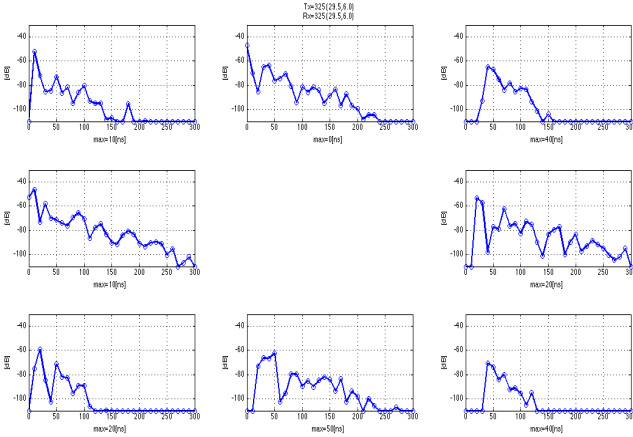 Tx=325(29.5,6.0)
Rx=325(29.5,6.0)
-40 -40 -40
-60 -60 -60
[dB] [dB] [dB]
-80 -80 -80
-100 -100 -100
0 50 100 150 200 250 300 0 50 100 150 200 250 300 0 50 100 150 200 250 300
max=10[ns] max=0[ns] max=40[ns]
-40 -40
-60 -60
[dB] [dB]
-80 -80
-100 -100
0 50 100 150 200 250 300 0 50 100 150 200 250 300
max=10[ns] max=20[ns]
-40 -40 -40
-60 -60 -60
[dB] [dB] [dB]
-80 -80 -80
-100 -100 -100
0 50 100 150 200 250 300 0 50 100 150 200 250 300 0 50 100 150 200 250 300
max=20[ns] max=50[ns] max=40[ns]